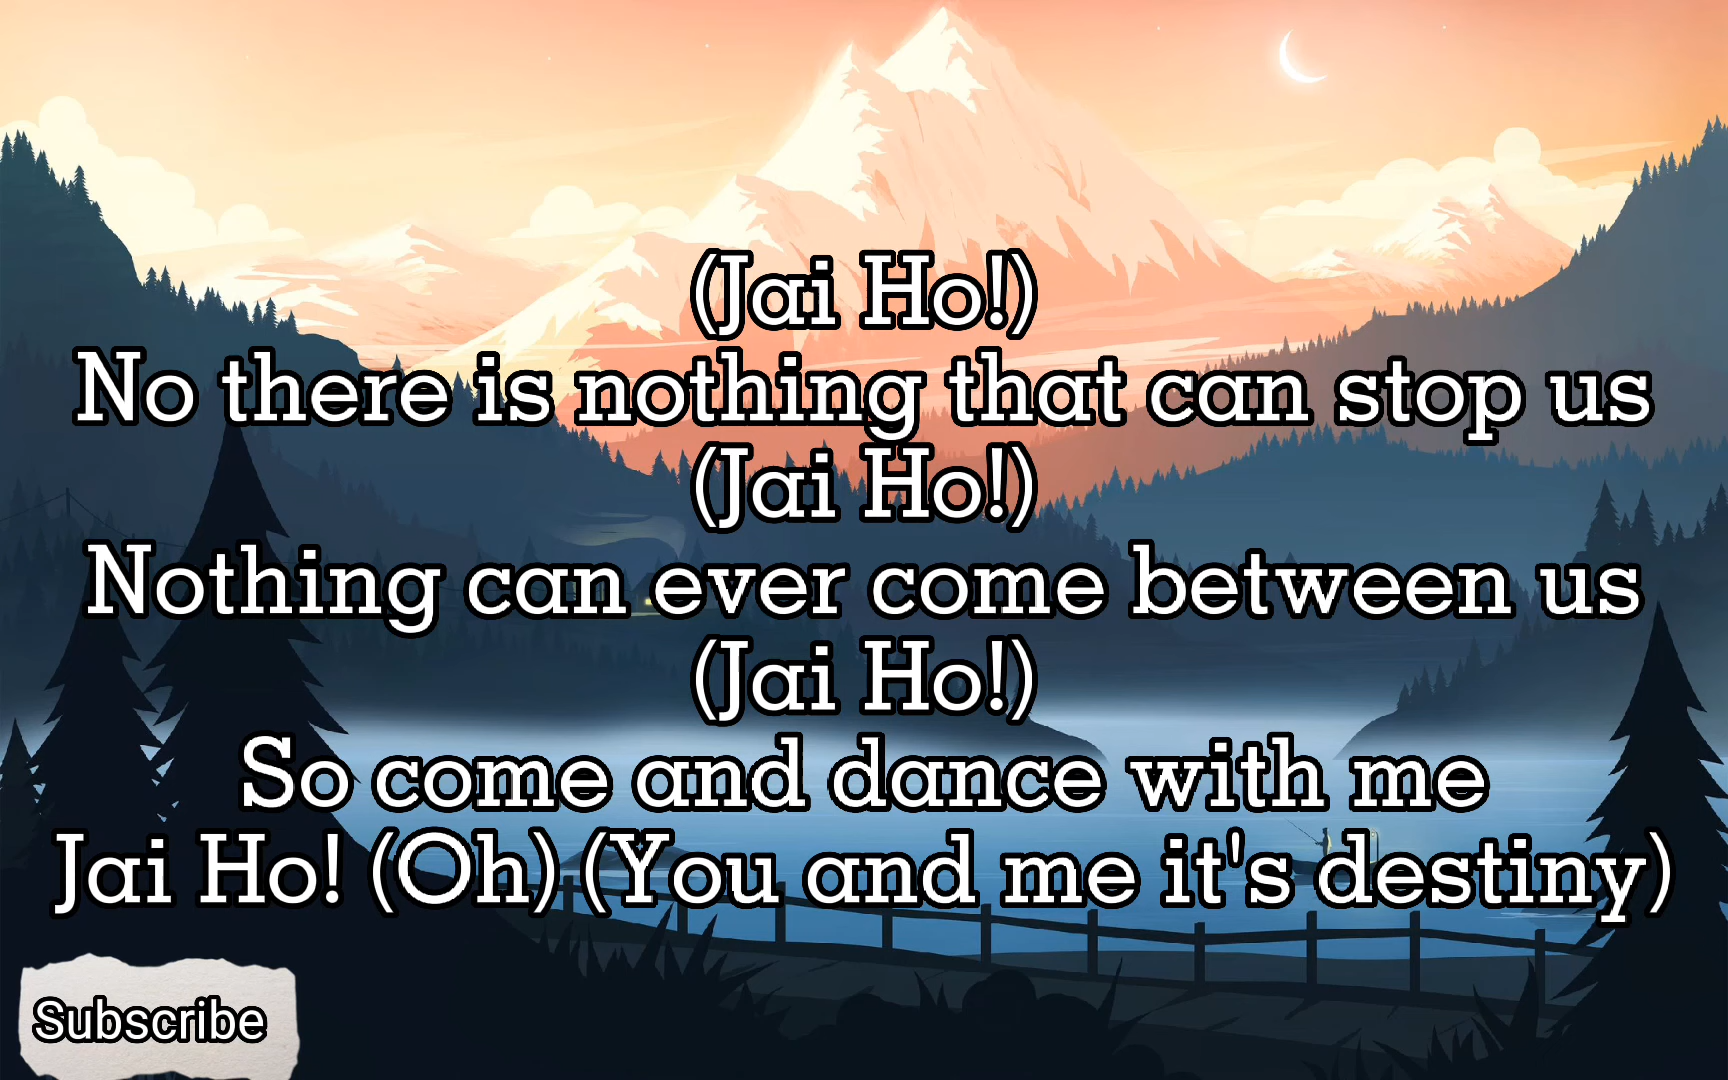 (Jai Ho!)
No there is nothing that can stop us
(Jai Ho!)
Nothing can ever come between us
(Jai Ho!)
So come and dance with me
Jai Ho! (Oh) (You and me it's destiny)
Subscribe